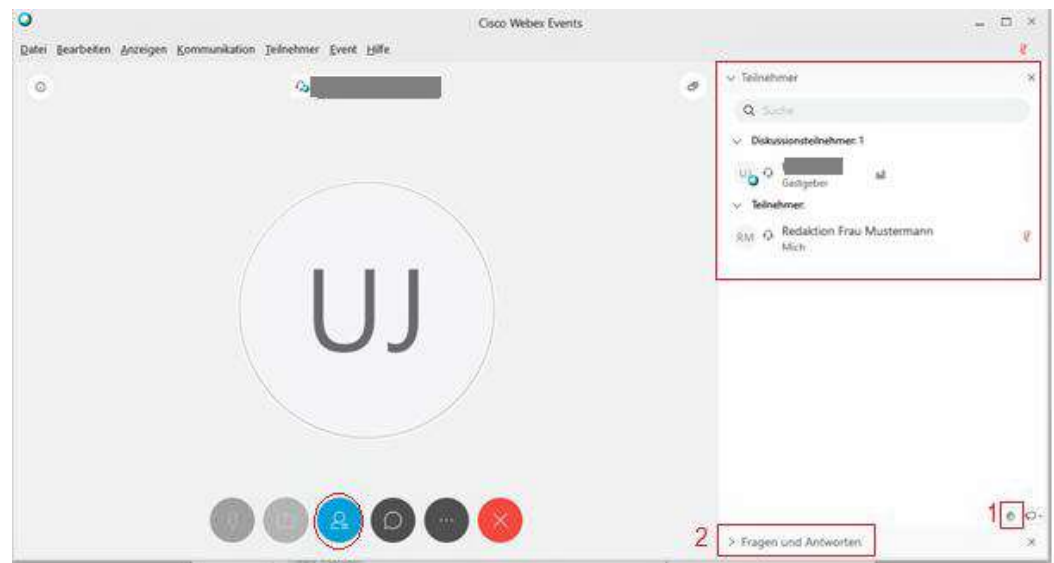 Cisco Webex Events
Datei Bearbeiten Anzeigen Kommunikation Teilnehmer Event Hilfe
Teilnehmer
Suche
Diskussionsteilnehmer: 1
UJ
Gastgeber
Teilnehmer:
RM Redaktion Frau Mustermann
Mich
UJ
1
2 Fragen und Antworten